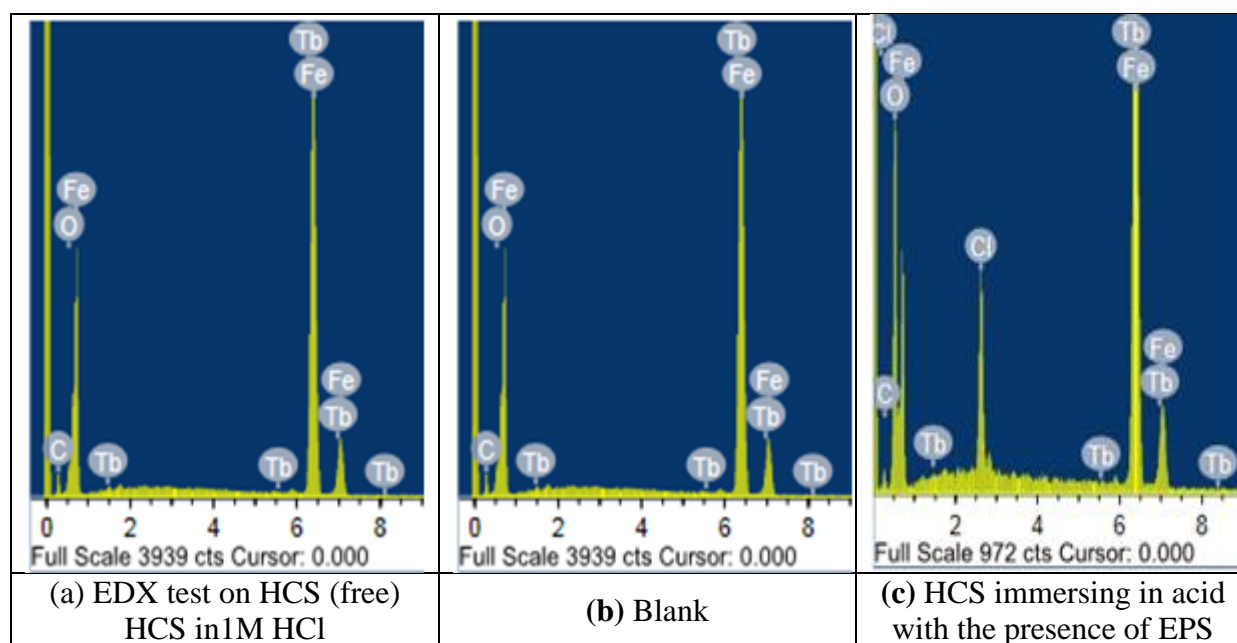 Tb
Fe
Fe
O
Fe
C
Tb
Tb
Tb
Tb
0 2 4 6 8
Full Scale 3939 cts Cursor: 0.000
Tb
Fe
Fe
O
Fe
C
Tb
Tb
Tb
Tb
0 2 4 6 8
Full Scale 3939 cts Cursor: 0.000
Cl
Tb
Fe
Fe
O
Cl
Fe
C
Tb
Tb
Tb
Tb
2 4 6 8
Full Scale 972 cts Cursor: 0.000
(a) EDX test on HCS (free)
HCS in1M HCl
(b) Blank
(c) HCS immersing in acid
with the presence of EPS